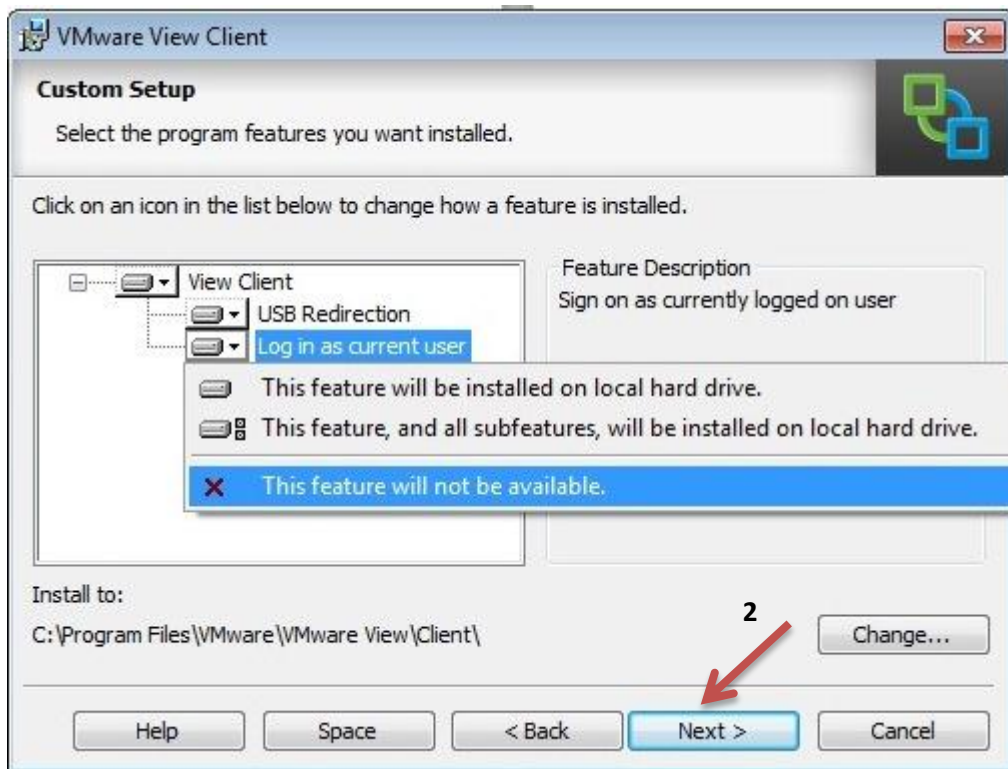 VMware View Client
Custom Setup
Select the program features you want installed.
Click on an icon in the list below to change how a feature is installed.
View Client
USB Redirection
Log in as current user
Feature Description
Sign on as currently logged on user
This feature will be installed on local hard drive.
This feature, and all subfeatures, will be installed on local hard drive.
This feature will not be available.
Install to:
C:\Program Files\VMware\VMware View\Client\
2
Change...
Help
Space
< Back
Next >
Cancel